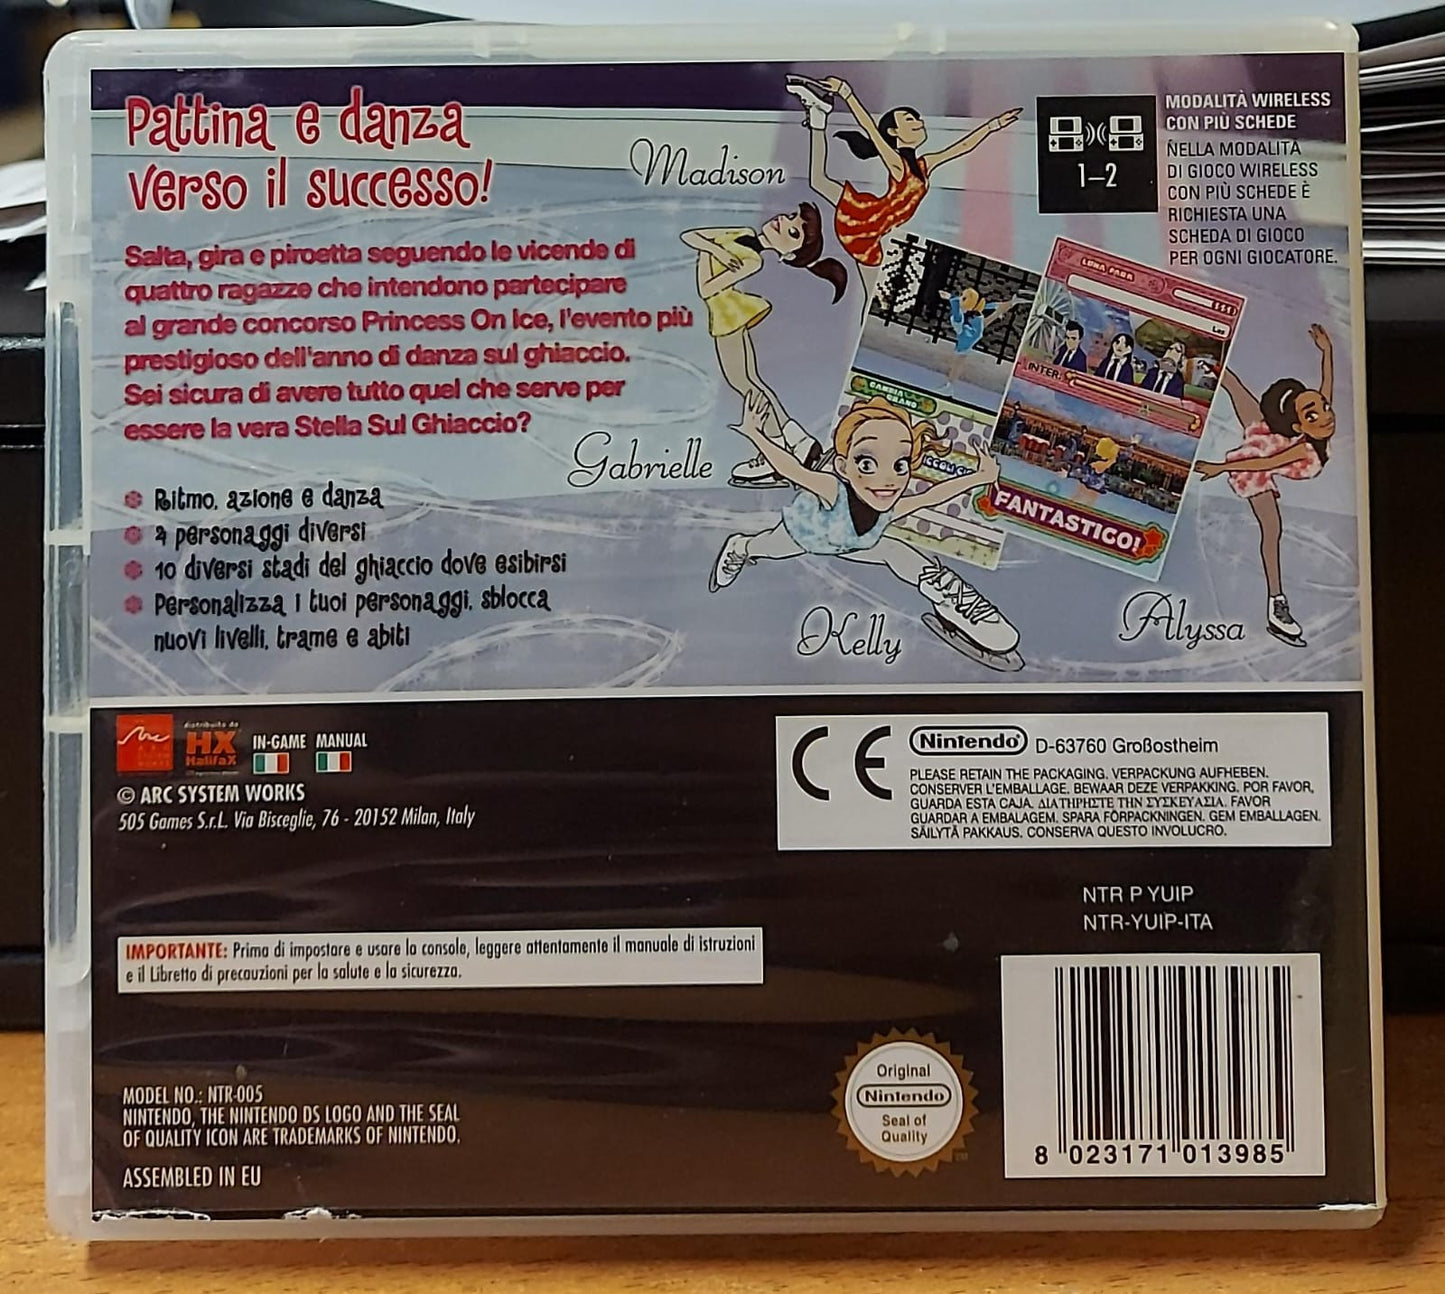 Pattina e danza
verso il successo!
Salta, gira e piroetta seguendo le vicende di
quattro ragazze che intendono partecipare
al grande concorso Princess On Ice, l'evento più
prestigioso dell'anno di danza sul ghiaccio.
Sei sicura di avere tutto quel che serve per
essere la vera Stella Sul Ghiaccio?
Ritmo, azione e danza
4 personaggi diversi
10 diversi stadi del ghiaccio dove esibirsi
Personalizza i tuoi personaggi, sblocca
nuovi livelli, trame e abiti
Madison
Gabrielle
Kelly
Alyssa
1-2
MODALITÀ WIRELESS
CON PIÙ SCHEDE
NELLA MODALITÀ
DI GIOCO WIRELESS
CON PIÙ SCHEDE È
RICHIESTA UNA
SCHEDA DI GIOCO
PER OGNI GIOCATORE.
LUNA PARK
INTER.
CAMBIA
BRANO
FANTASTICO!
distribuito da
HX
Halifax
IN-GAME MANUAL
© ARC SYSTEM WORKS
505 Games S.r.L. Via Bisceglie, 76 - 20152 Milan, Italy
CE
Nintendo D-63760 Großostheim
PLEASE RETAIN THE PACKAGING. VERPACKUNG AUFHEBEN.
CONSERVER L'EMBALLAGE. BEWAAR DEZE VERPAKKING. POR FAVOR,
GUARDA ESTA CAJA. ΔΙΑΤΗΡΗΣΤΕ ΤΗΝ ΣΥΣΚΕΥΑΣΙΑ. FAVOR
GUARDAR A EMBALAGEM. SPARA FÖRPACKNINGEN. GEM EMBALLAGEN.
SÄILYTÄ PAKKAUS. CONSERVA QUESTO INVOLUCRO.
NTR P YUIP
NTR-YUIP-ITA
IMPORTANTE: Prima di impostare e usare la console, leggere attentamente il manuale di istruzioni
e il Libretto di precauzioni per la salute e la sicurezza.
MODEL NO.: NTR-005
NINTENDO, THE NINTENDO DS LOGO AND THE SEAL
OF QUALITY ICON ARE TRADEMARKS OF NINTENDO.
ASSEMBLED IN EU
Original
Nintendo
Seal of
Quality
TM
8 023171 013985